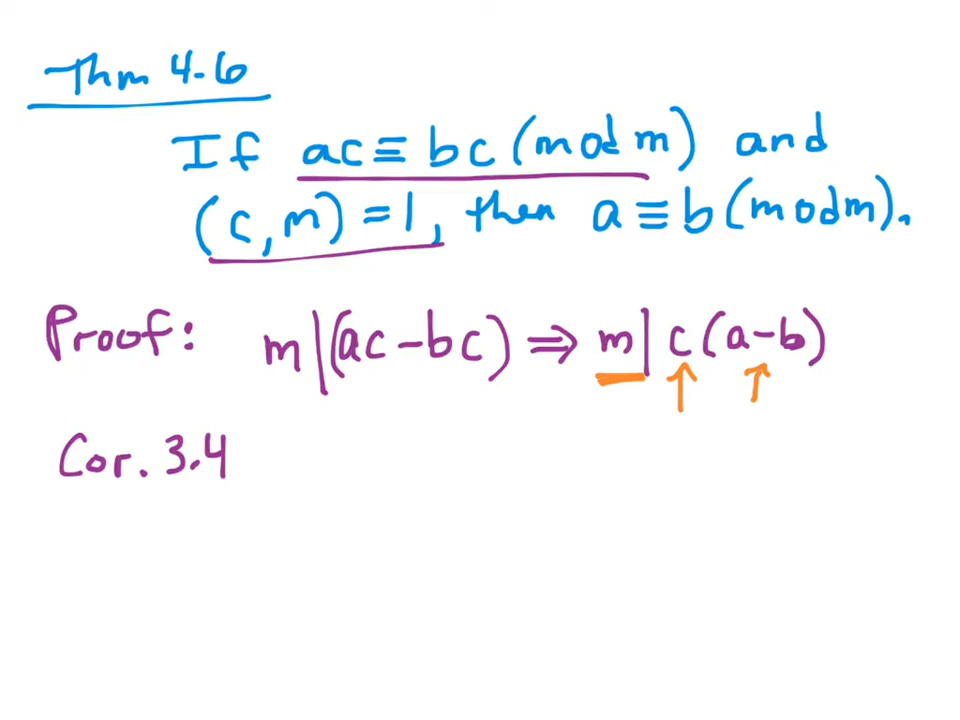 Thm 4-6
If ac ≡ bc (mod m) and
(c, m) = 1, then a ≡ b (mod m).
Proof: m | (ac - bc) ⇒ m | c (a - b)
↑ ↑
Cor. 3.4